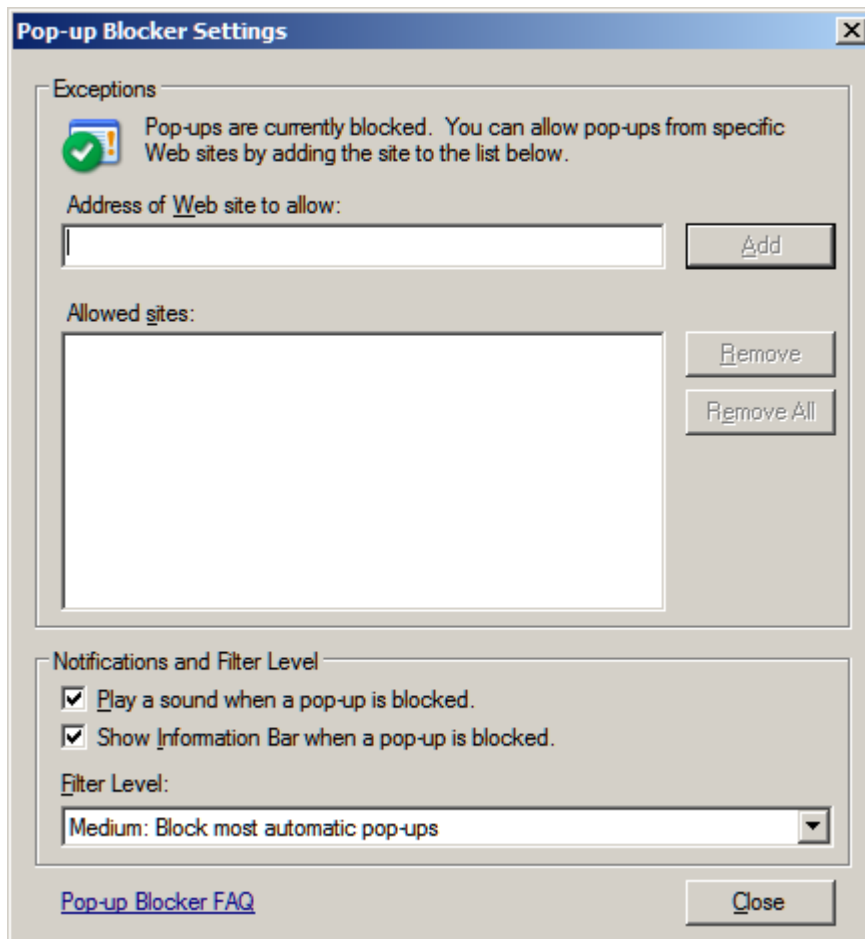 Pop-up Blocker Settings
Exceptions
Pop-ups are currently blocked. You can allow pop-ups from specific
Web sites by adding the site to the list below.
Address of Web site to allow:
Add
Allowed sites:
Remove
Remove All
Notifications and Filter Level
Play a sound when a pop-up is blocked.
Show Information Bar when a pop-up is blocked.
Filter Level:
Medium: Block most automatic pop-ups
Pop-up Blocker FAQ
Close